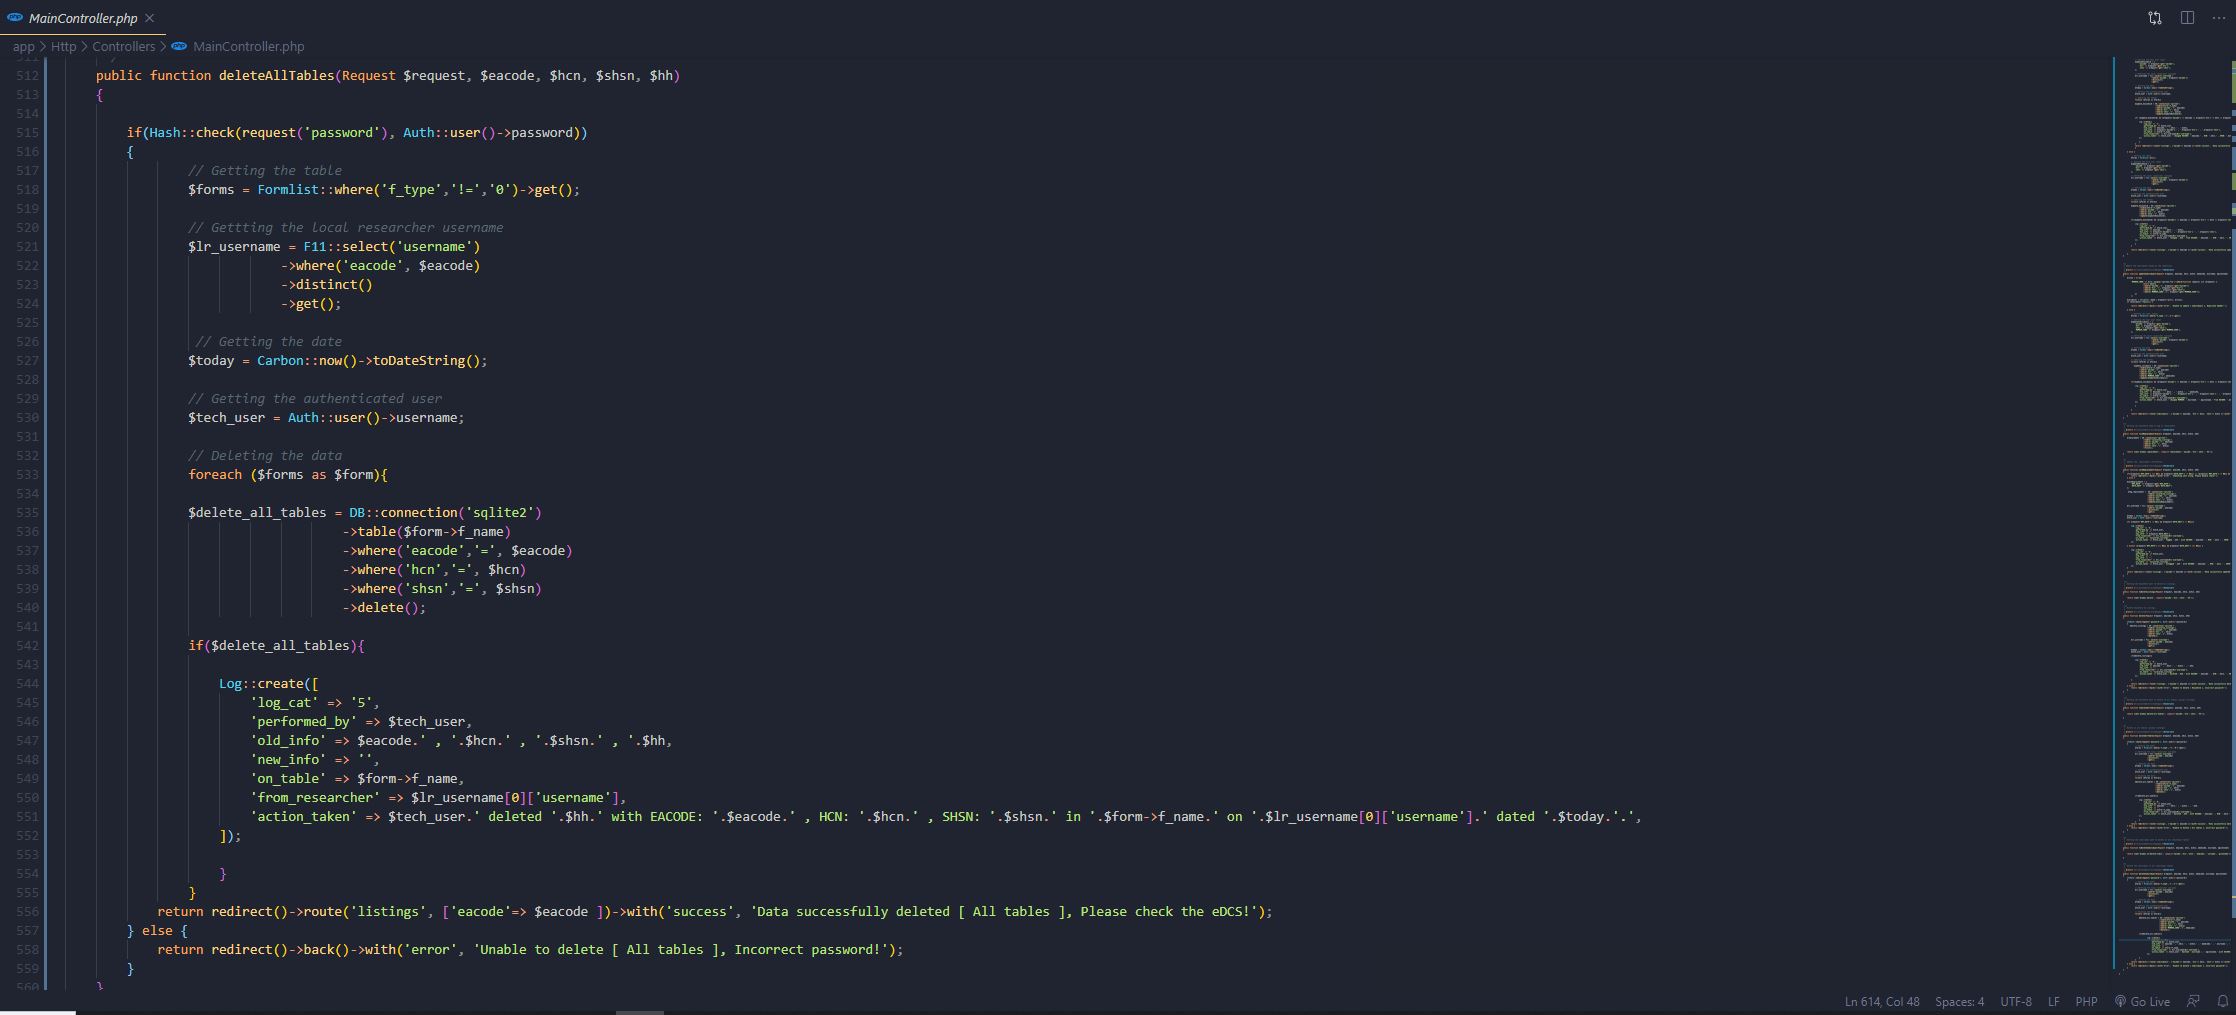 MainController.php
app > Http > Controllers > MainController.php
511
512 public function deleteAllTables(Request $request, $eacode, $hcn, $shsn, $hh)
513 {
514
515 if(Hash::check(request('password'), Auth::user()->password))
516 {
517 // Getting the table
518 $forms = Formlist::where('f_type','!=','0')->get();
519
520 // Gettting the local researcher username
521 $lr_username = F11::select('username')
522 ->where('eacode', $eacode)
523 ->distinct()
524 ->get();
525
526 // Getting the date
527 $today = Carbon::now()->toDateString();
528
529 // Getting the authenticated user
530 $tech_user = Auth::user()->username;
531
532 // Deleting the data
533 foreach ($forms as $form){
534
535 $delete_all_tables = DB::connection('sqlite2')
536 ->table($form->f_name)
537 ->where('eacode','=', $eacode)
538 ->where('hcn','=', $hcn)
539 ->where('shsn','=', $shsn)
540 ->delete();
541
542 if($delete_all_tables){
543
544 Log::create([
545 'log_cat' => '5',
546 'performed_by' => $tech_user,
547 'old_info' => $eacode.' , '.$hcn.' , '.$shsn.' , '.$hh,
548 'new_info' => '',
549 'on_table' => $form->f_name,
550 'from_researcher' => $lr_username[0]['username'],
551 'action_taken' => $tech_user.' deleted '.$hh.' with EACODE: '.$eacode.' , HCN: '.$hcn.' , SHSN: '.$shsn.' in '.$form->f_name.' on '.$lr_username[0]['username'].' dated '.$today.'.',
552 ]);
553
554 }
555 }
556 return redirect()->route('listings', ['eacode'=> $eacode ])->with('success', 'Data successfully deleted [ All tables ], Please check the eDCS!');
557 } else {
558 return redirect()->back()->with('error', 'Unable to delete [ All tables ], Incorrect password!');
559 }
560 }
Ln 614, Col 48 Spaces: 4 UTF-8 LF PHP Go Live